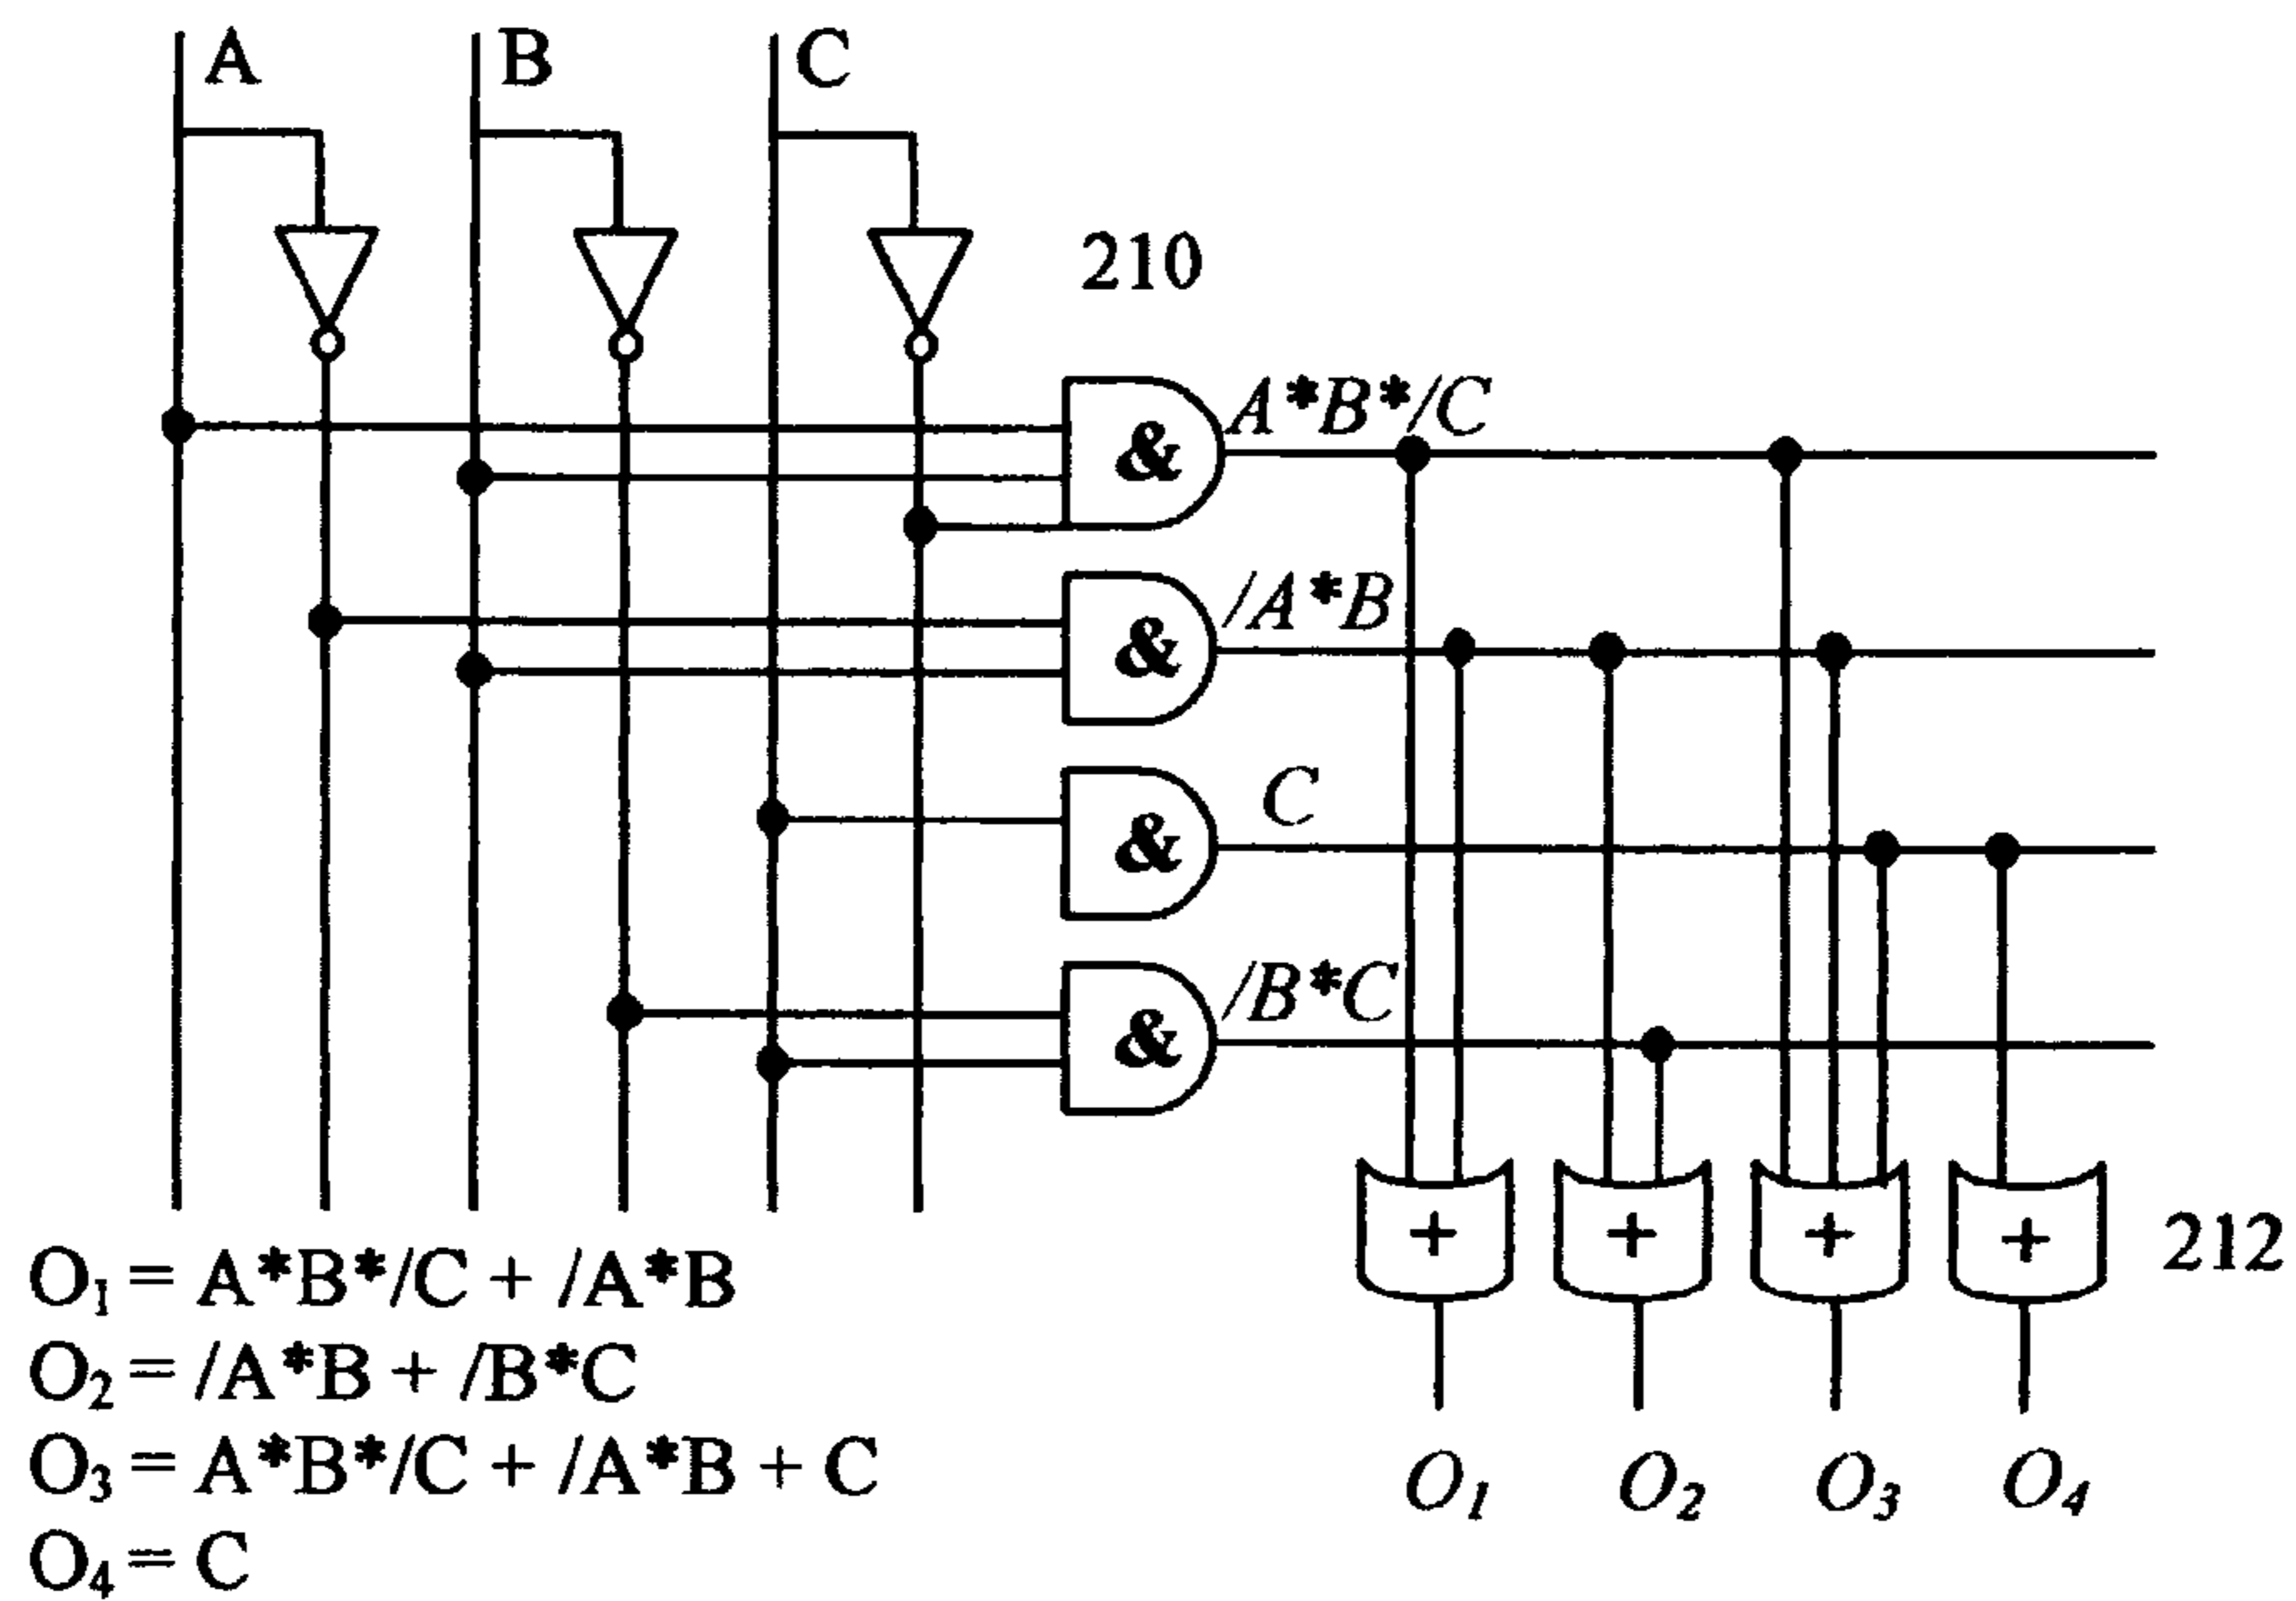 A B C
210
A*B*/C
&
/A*B
&
C
&
/B*C
&
+ + + + 212
O₁ = A*B*/C + /A*B
O₂ = /A*B + /B*C
O₃ = A*B*/C + /A*B + C
O₄ = C
O₁ O₂ O₃ O₄